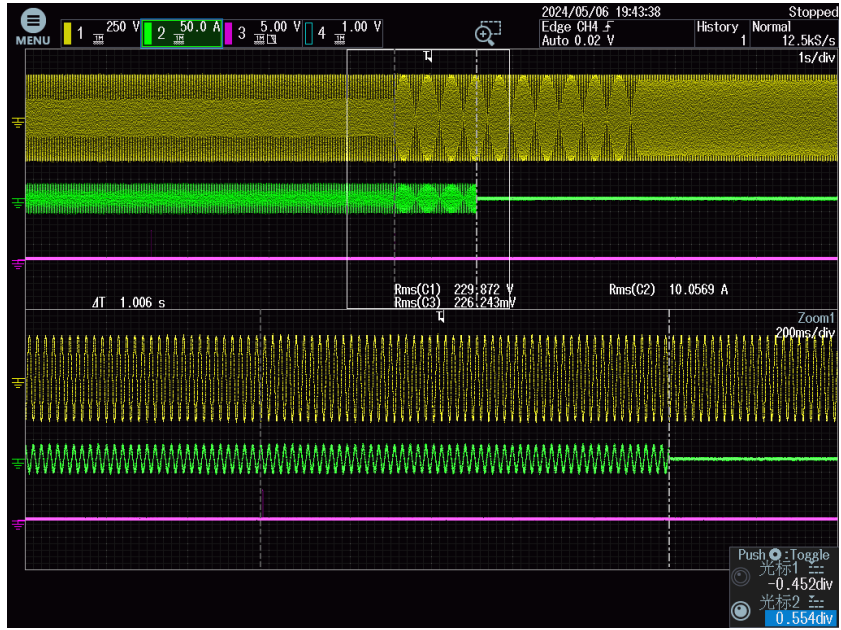 2024/05/06 19:43:38 Stopped
MENU 1 250 V 2 50.0 A 3 5.00 V 4 1.00 V Edge CH4 History Normal
Auto 0.02 V 1 12.5kS/s
1s/div
Rms(C1) 229.872 V Rms(C2) 10.0569 A
ΔT 1.006 s Rms(C3) 226.243mV
Zoom1
200ms/div
Push :Toggle
光标1
-0.452div
光标2
0.554div